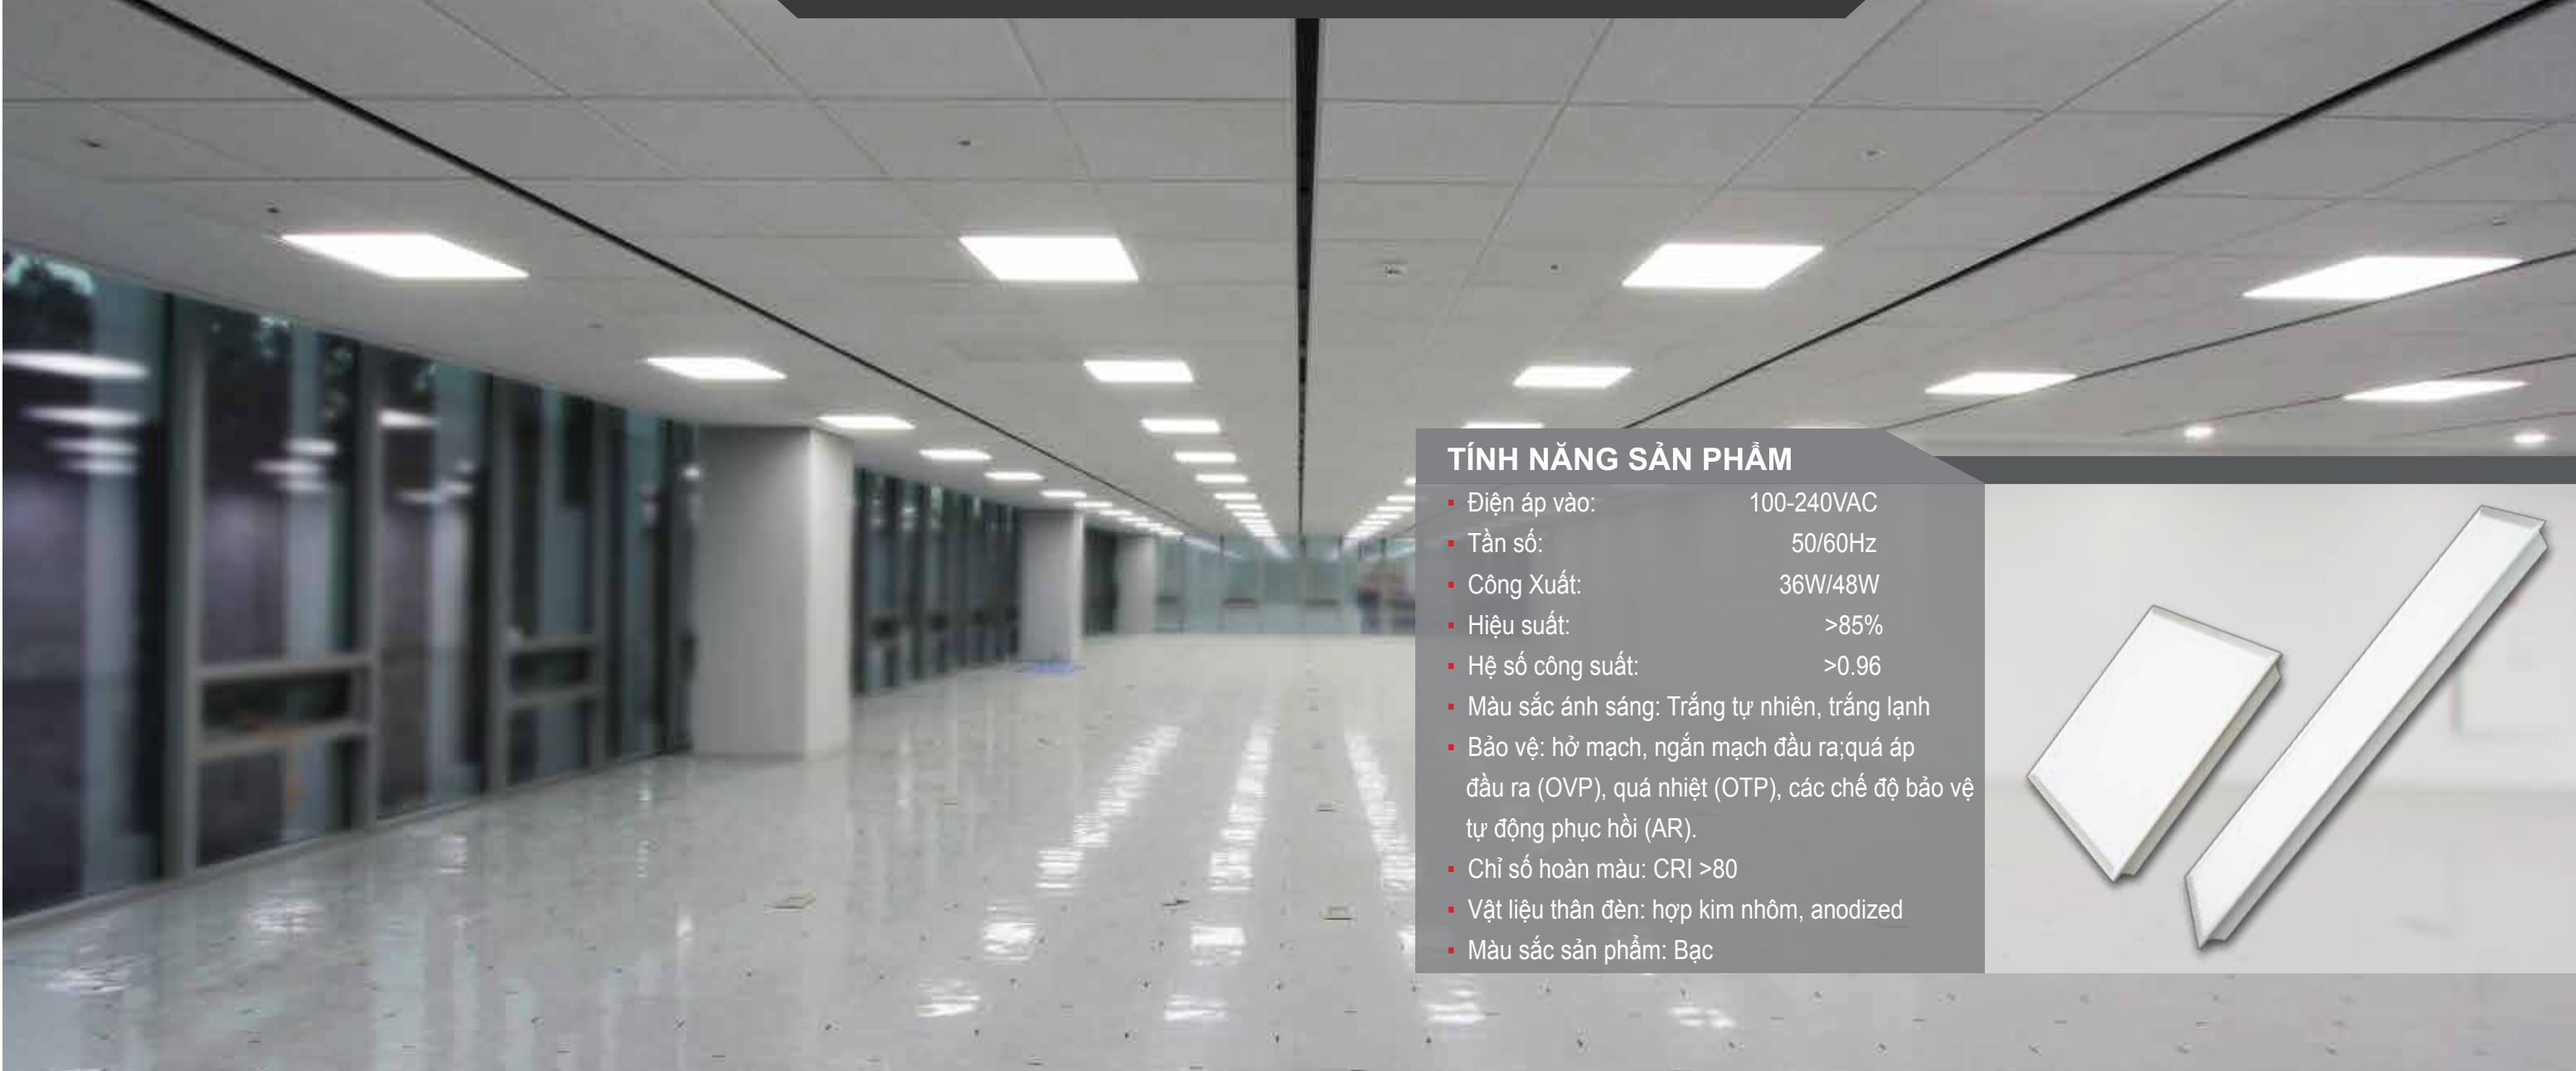 TÍNH NĂNG SẢN PHẨM
▪ Điện áp vào: 100-240VAC
▪ Tần số: 50/60Hz
▪ Công Xuất: 36W/48W
▪ Hiệu suất: >85%
▪ Hệ số công suất: >0.96
▪ Màu sắc ánh sáng: Trắng tự nhiên, trắng lạnh
▪ Bảo vệ: hở mạch, ngắn mạch đầu ra;quá áp
đầu ra (OVP), quá nhiệt (OTP), các chế độ bảo vệ
tự động phục hồi (AR).
▪ Chỉ số hoàn màu: CRI >80
▪ Vật liệu thân đèn: hợp kim nhôm, anodized
▪ Màu sắc sản phẩm: Bạc